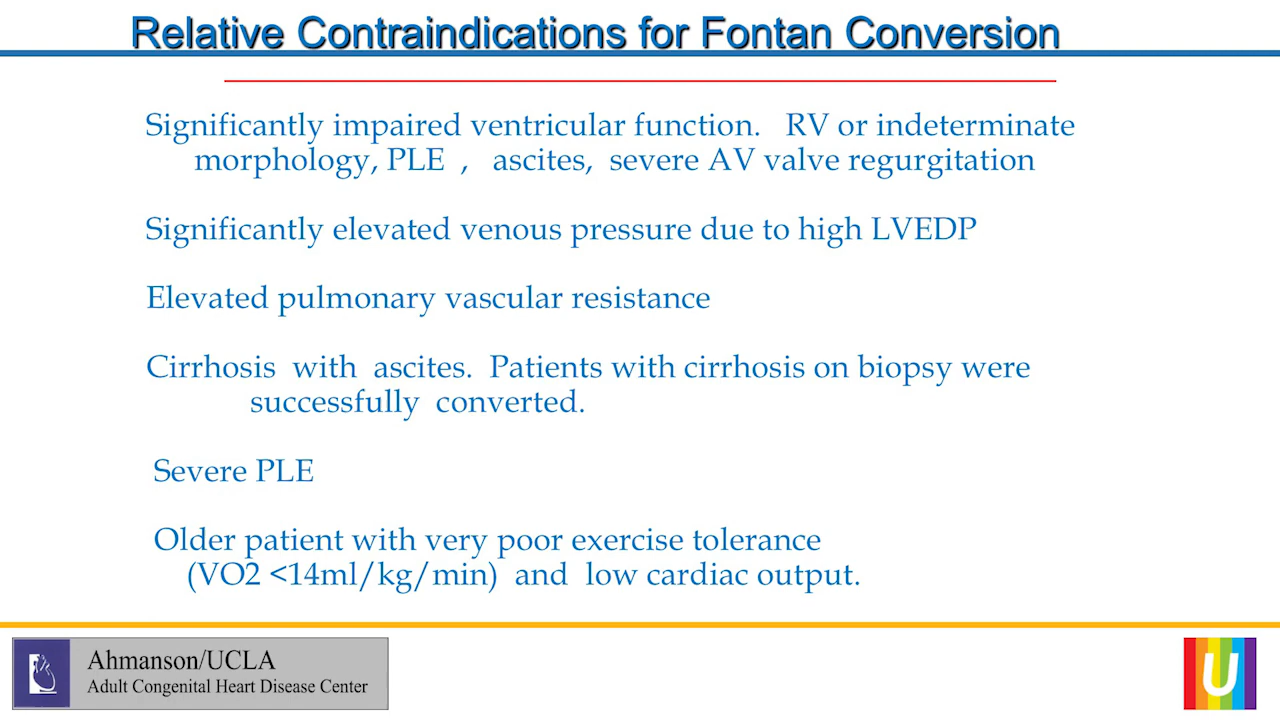 Relative Contraindications for Fontan Conversion
Significantly impaired ventricular function. RV or indeterminate
morphology, PLE , ascites, severe AV valve regurgitation
Significantly elevated venous pressure due to high LVEDP
Elevated pulmonary vascular resistance
Cirrhosis with ascites. Patients with cirrhosis on biopsy were
successfully converted.
Severe PLE
Older patient with very poor exercise tolerance
(VO2 <14ml/kg/min) and low cardiac output.
Ahmanson/UCLA
Adult Congenital Heart Disease Center
U